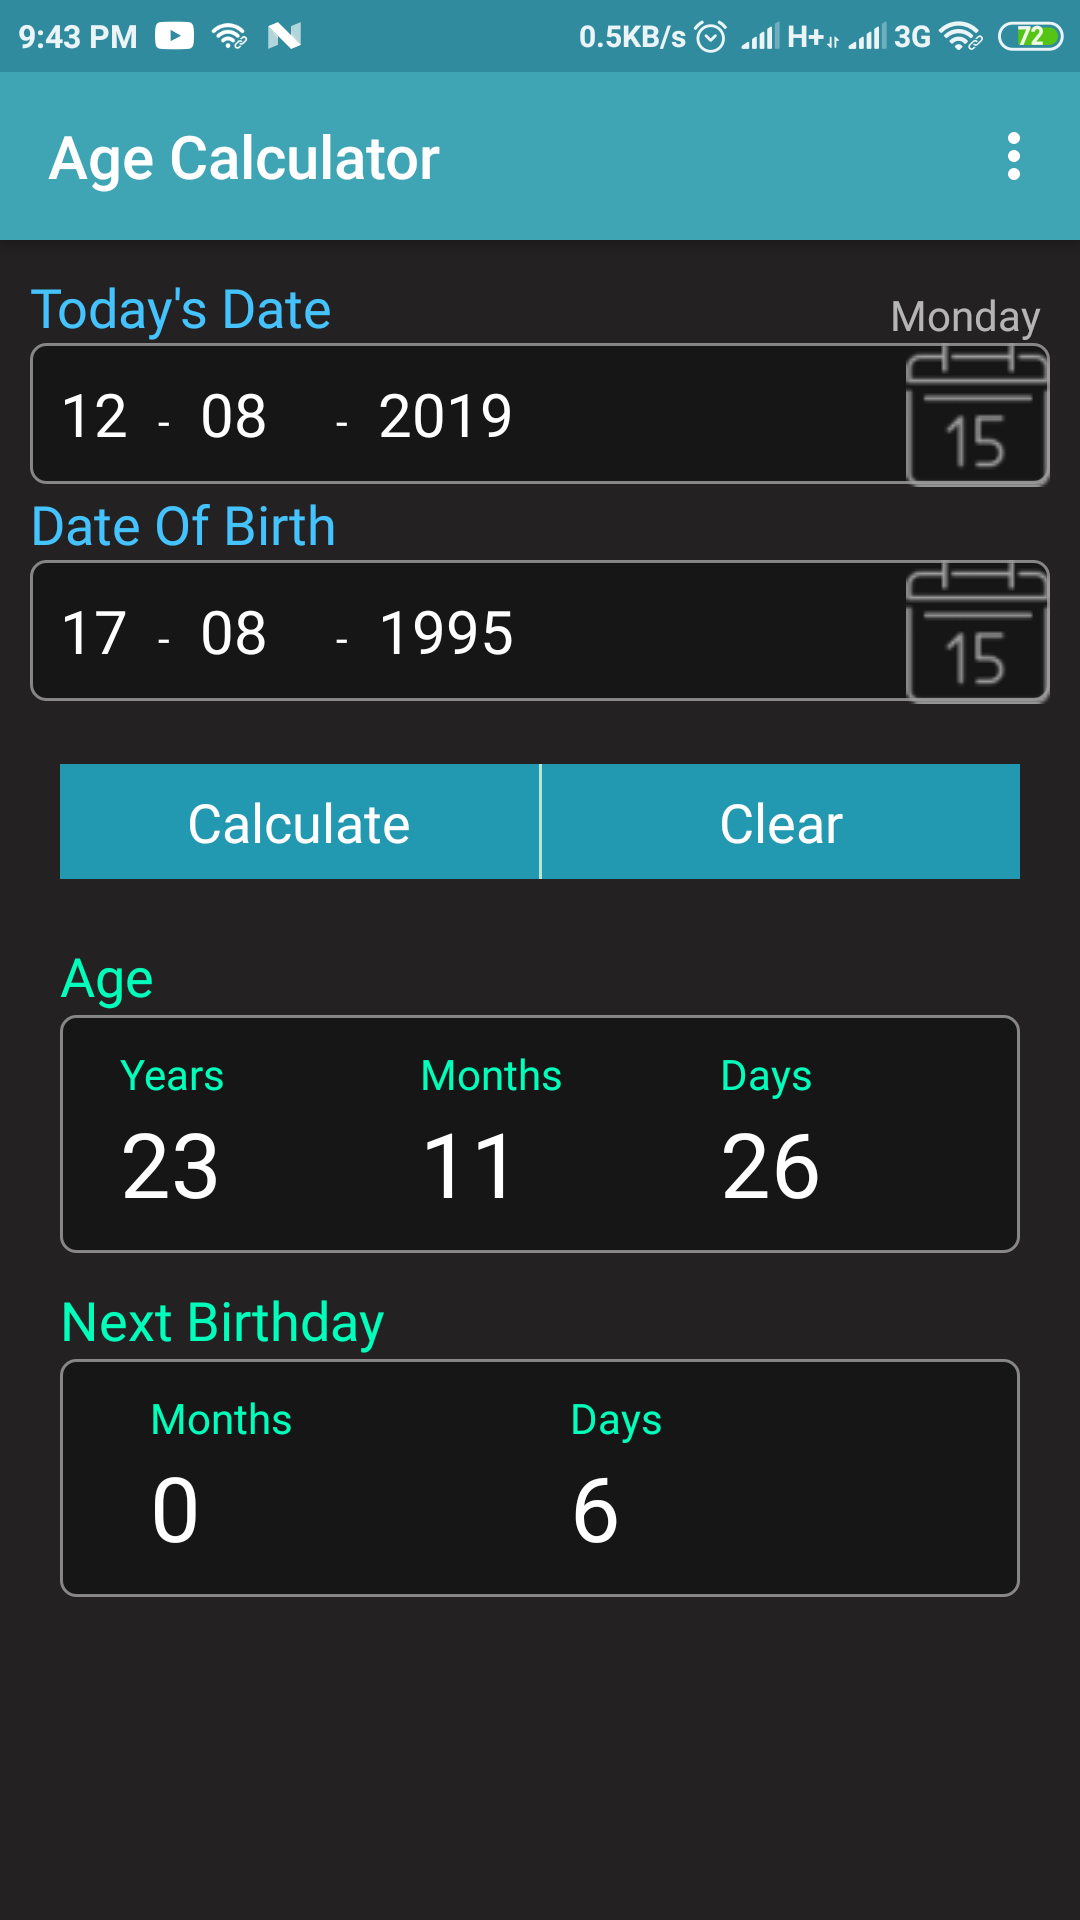 9:43 PM 0.5KB/s H+ 3G 72
Age Calculator
Today's Date Monday
12 - 08 - 2019 15
Date Of Birth
17 - 08 - 1995 15
Calculate Clear
Age
Years Months Days
23 11 26
Next Birthday
Months Days
0 6